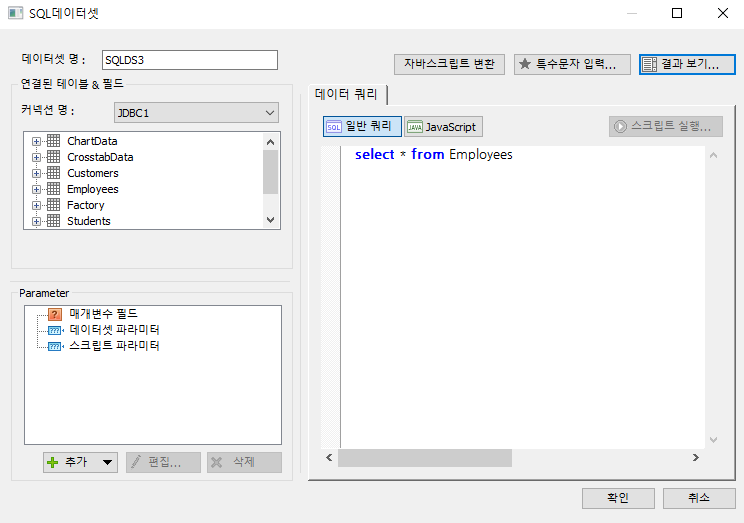 SQL데이터셋
데이터셋 명 : SQLDS3
자바스크립트 변환 특수문자 입력... 결과 보기...
연결된 테이블 & 필드
커넥션 명 : JDBC1
ChartData
CrosstabData
Customers
Employees
Factory
Students
데이터 쿼리
SQL 일반 쿼리 JAVA JavaScript 스크립트 실행...
select * from Employees
Parameter
? 매개변수 필드
??? 데이터셋 파라미터
??? 스크립트 파라미터
추가 편집... 삭제
확인 취소